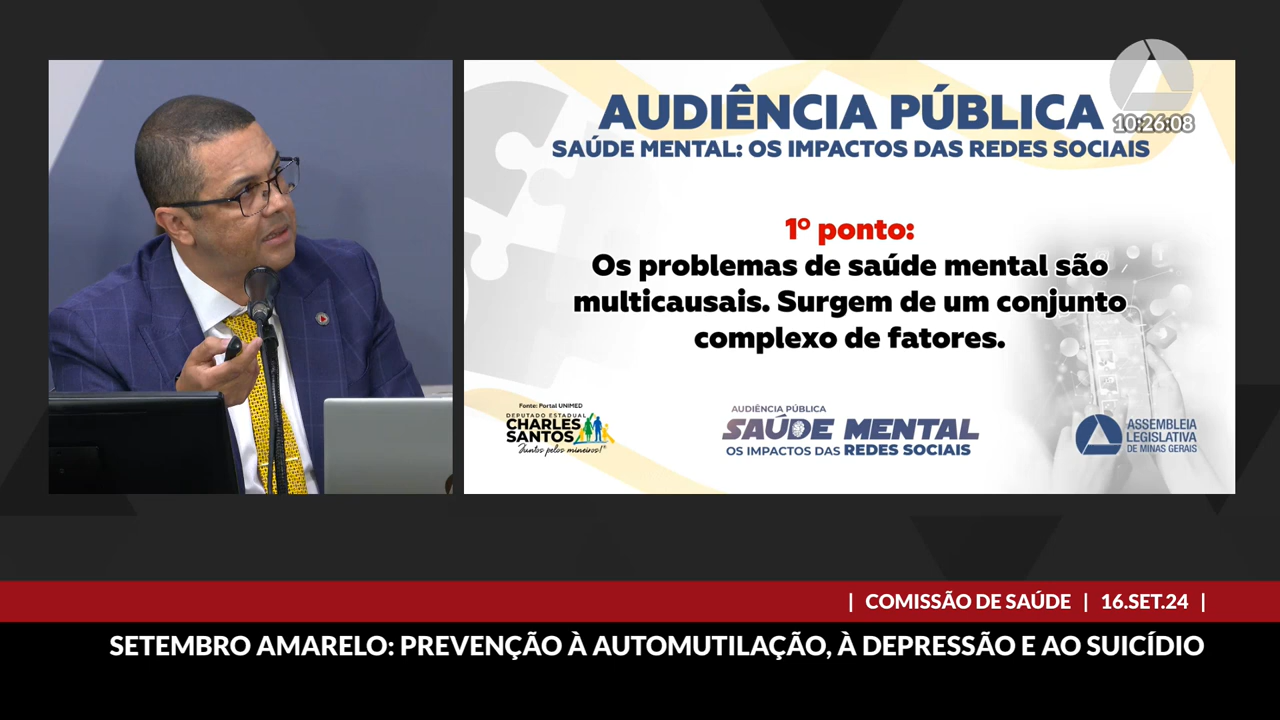 AUDIÊNCIA PÚBLICA
10:26:08
SAÚDE MENTAL: OS IMPACTOS DAS REDES SOCIAIS
1º ponto:
Os problemas de saúde mental são
multicausais. Surgem de um conjunto
complexo de fatores.
Fonte: Portal UNIMED
DEPUTADO ESTADUAL
CHARLES
SANTOS
Juntos pelos mineiros!
AUDIÊNCIA PÚBLICA
SAÚDE MENTAL
OS IMPACTOS DAS REDES SOCIAIS
ASSEMBLEIA
LEGISLATIVA
DE MINAS GERAIS
| COMISSÃO DE SAÚDE | 16.SET.24 |
SETEMBRO AMARELO: PREVENÇÃO À AUTOMUTILAÇÃO, À DEPRESSÃO E AO SUICÍDIO